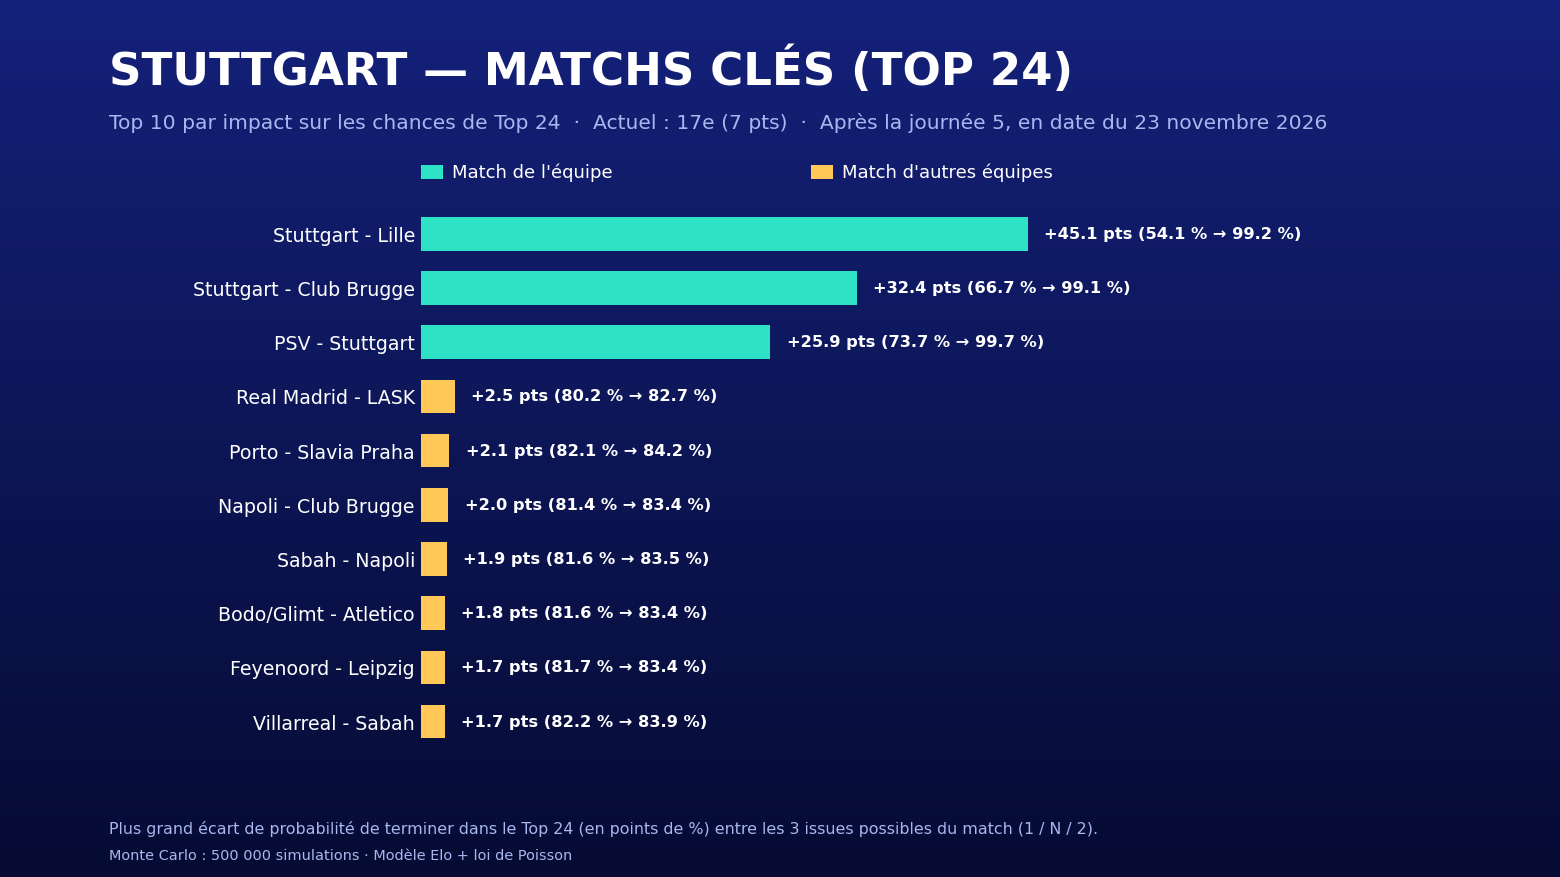 STUTTGART — MATCHS CLÉS (TOP 24)
Top 10 par impact sur les chances de Top 24 · Actuel : 17e (7 pts) · Après la journée 5, en date du 23 novembre 2026
Match de l'équipe Match d'autres équipes
Stuttgart - Lille +45.1 pts (54.1 % → 99.2 %)
Stuttgart - Club Brugge +32.4 pts (66.7 % → 99.1 %)
PSV - Stuttgart +25.9 pts (73.7 % → 99.7 %)
Real Madrid - LASK +2.5 pts (80.2 % → 82.7 %)
Porto - Slavia Praha +2.1 pts (82.1 % → 84.2 %)
Napoli - Club Brugge +2.0 pts (81.4 % → 83.4 %)
Sabah - Napoli +1.9 pts (81.6 % → 83.5 %)
Bodo/Glimt - Atletico +1.8 pts (81.6 % → 83.4 %)
Feyenoord - Leipzig +1.7 pts (81.7 % → 83.4 %)
Villarreal - Sabah +1.7 pts (82.2 % → 83.9 %)
Plus grand écart de probabilité de terminer dans le Top 24 (en points de %) entre les 3 issues possibles du match (1 / N / 2).
Monte Carlo : 500 000 simulations · Modèle Elo + loi de Poisson